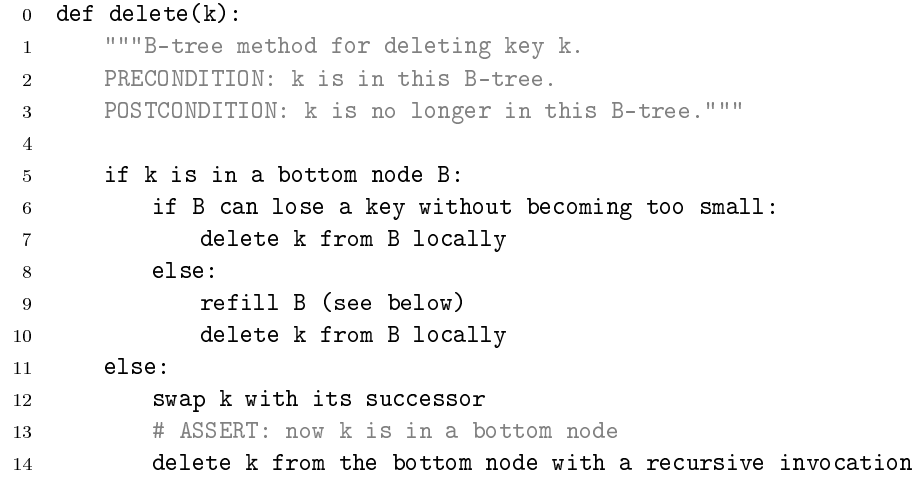 0 def delete(k):
1 """B-tree method for deleting key k.
2 PRECONDITION: k is in this B-tree.
3 POSTCONDITION: k is no longer in this B-tree."""
4
5 if k is in a bottom node B:
6 if B can lose a key without becoming too small:
7 delete k from B locally
8 else:
9 refill B (see below)
10 delete k from B locally
11 else:
12 swap k with its successor
13 # ASSERT: now k is in a bottom node
14 delete k from the bottom node with a recursive invocation